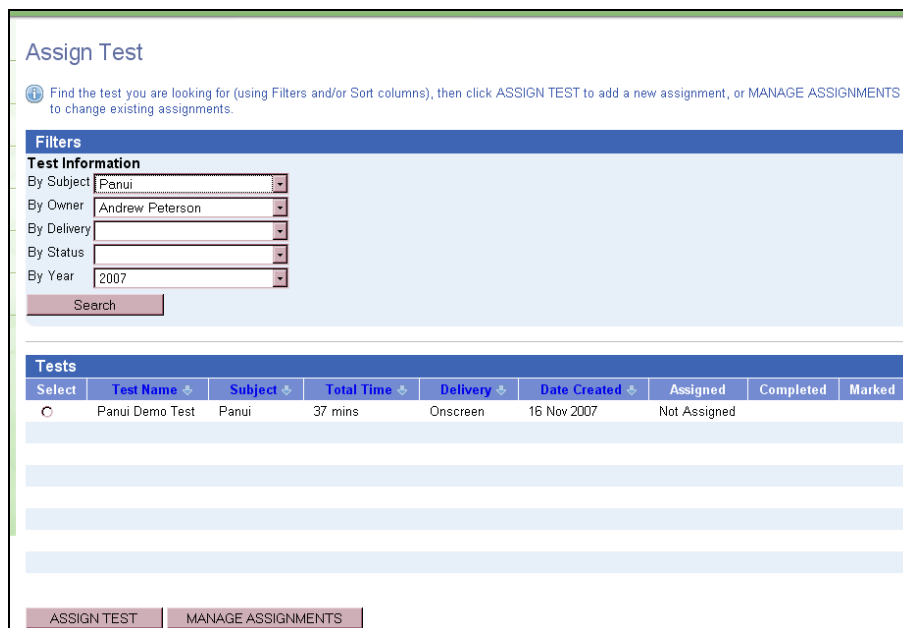 Assign Test
Find the test you are looking for (using Filters and/or Sort columns), then click ASSIGN TEST to add a new assignment, or MANAGE ASSIGNMENTS
to change existing assignments.
Filters
Test Information
By Subject Panui
By Owner Andrew Peterson
By Delivery
By Status
By Year 2007
Search
Tests
Select Test Name Subject Total Time Delivery Date Created Assigned Completed Marked
Panui Demo Test Panui 37 mins Onscreen 16 Nov 2007 Not Assigned
ASSIGN TEST MANAGE ASSIGNMENTS